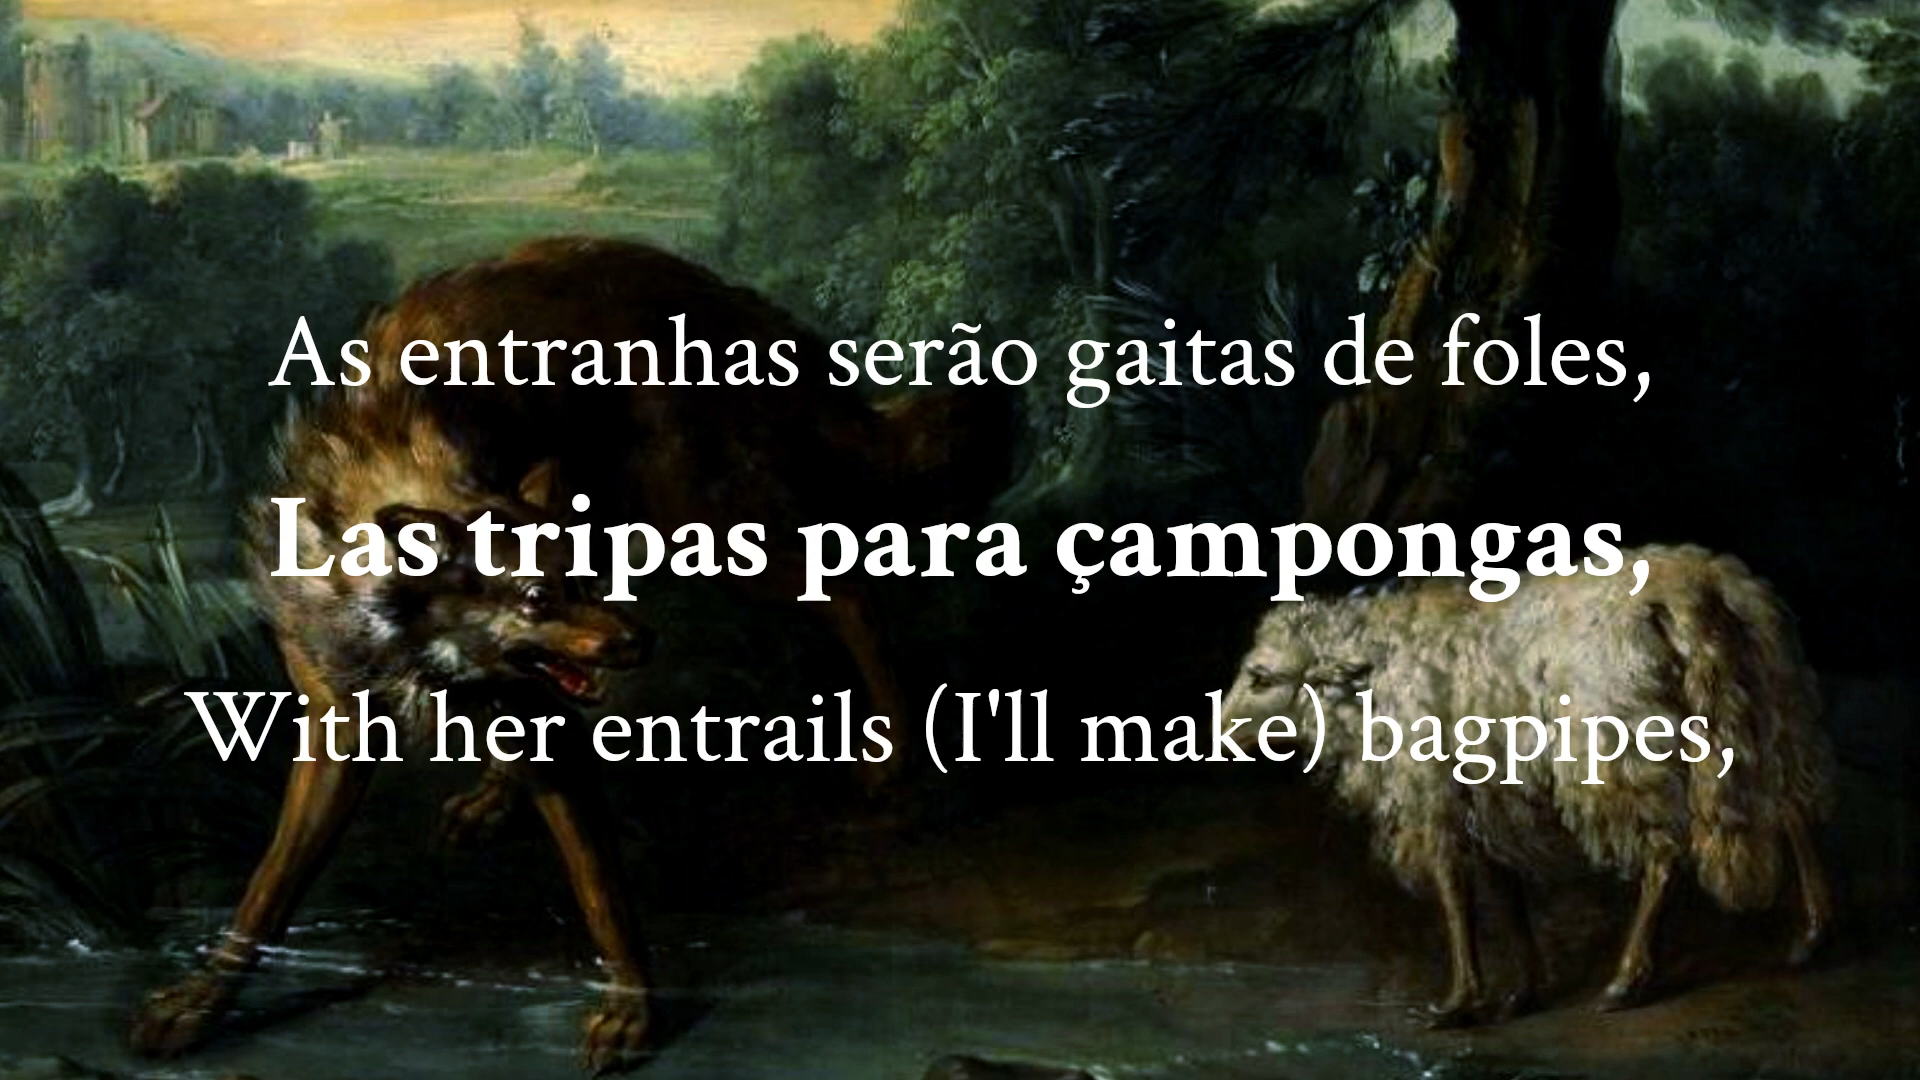 As entranhas serão gaitas de foles,
Las tripas para çampongas,
With her entrails (I'll make) bagpipes,